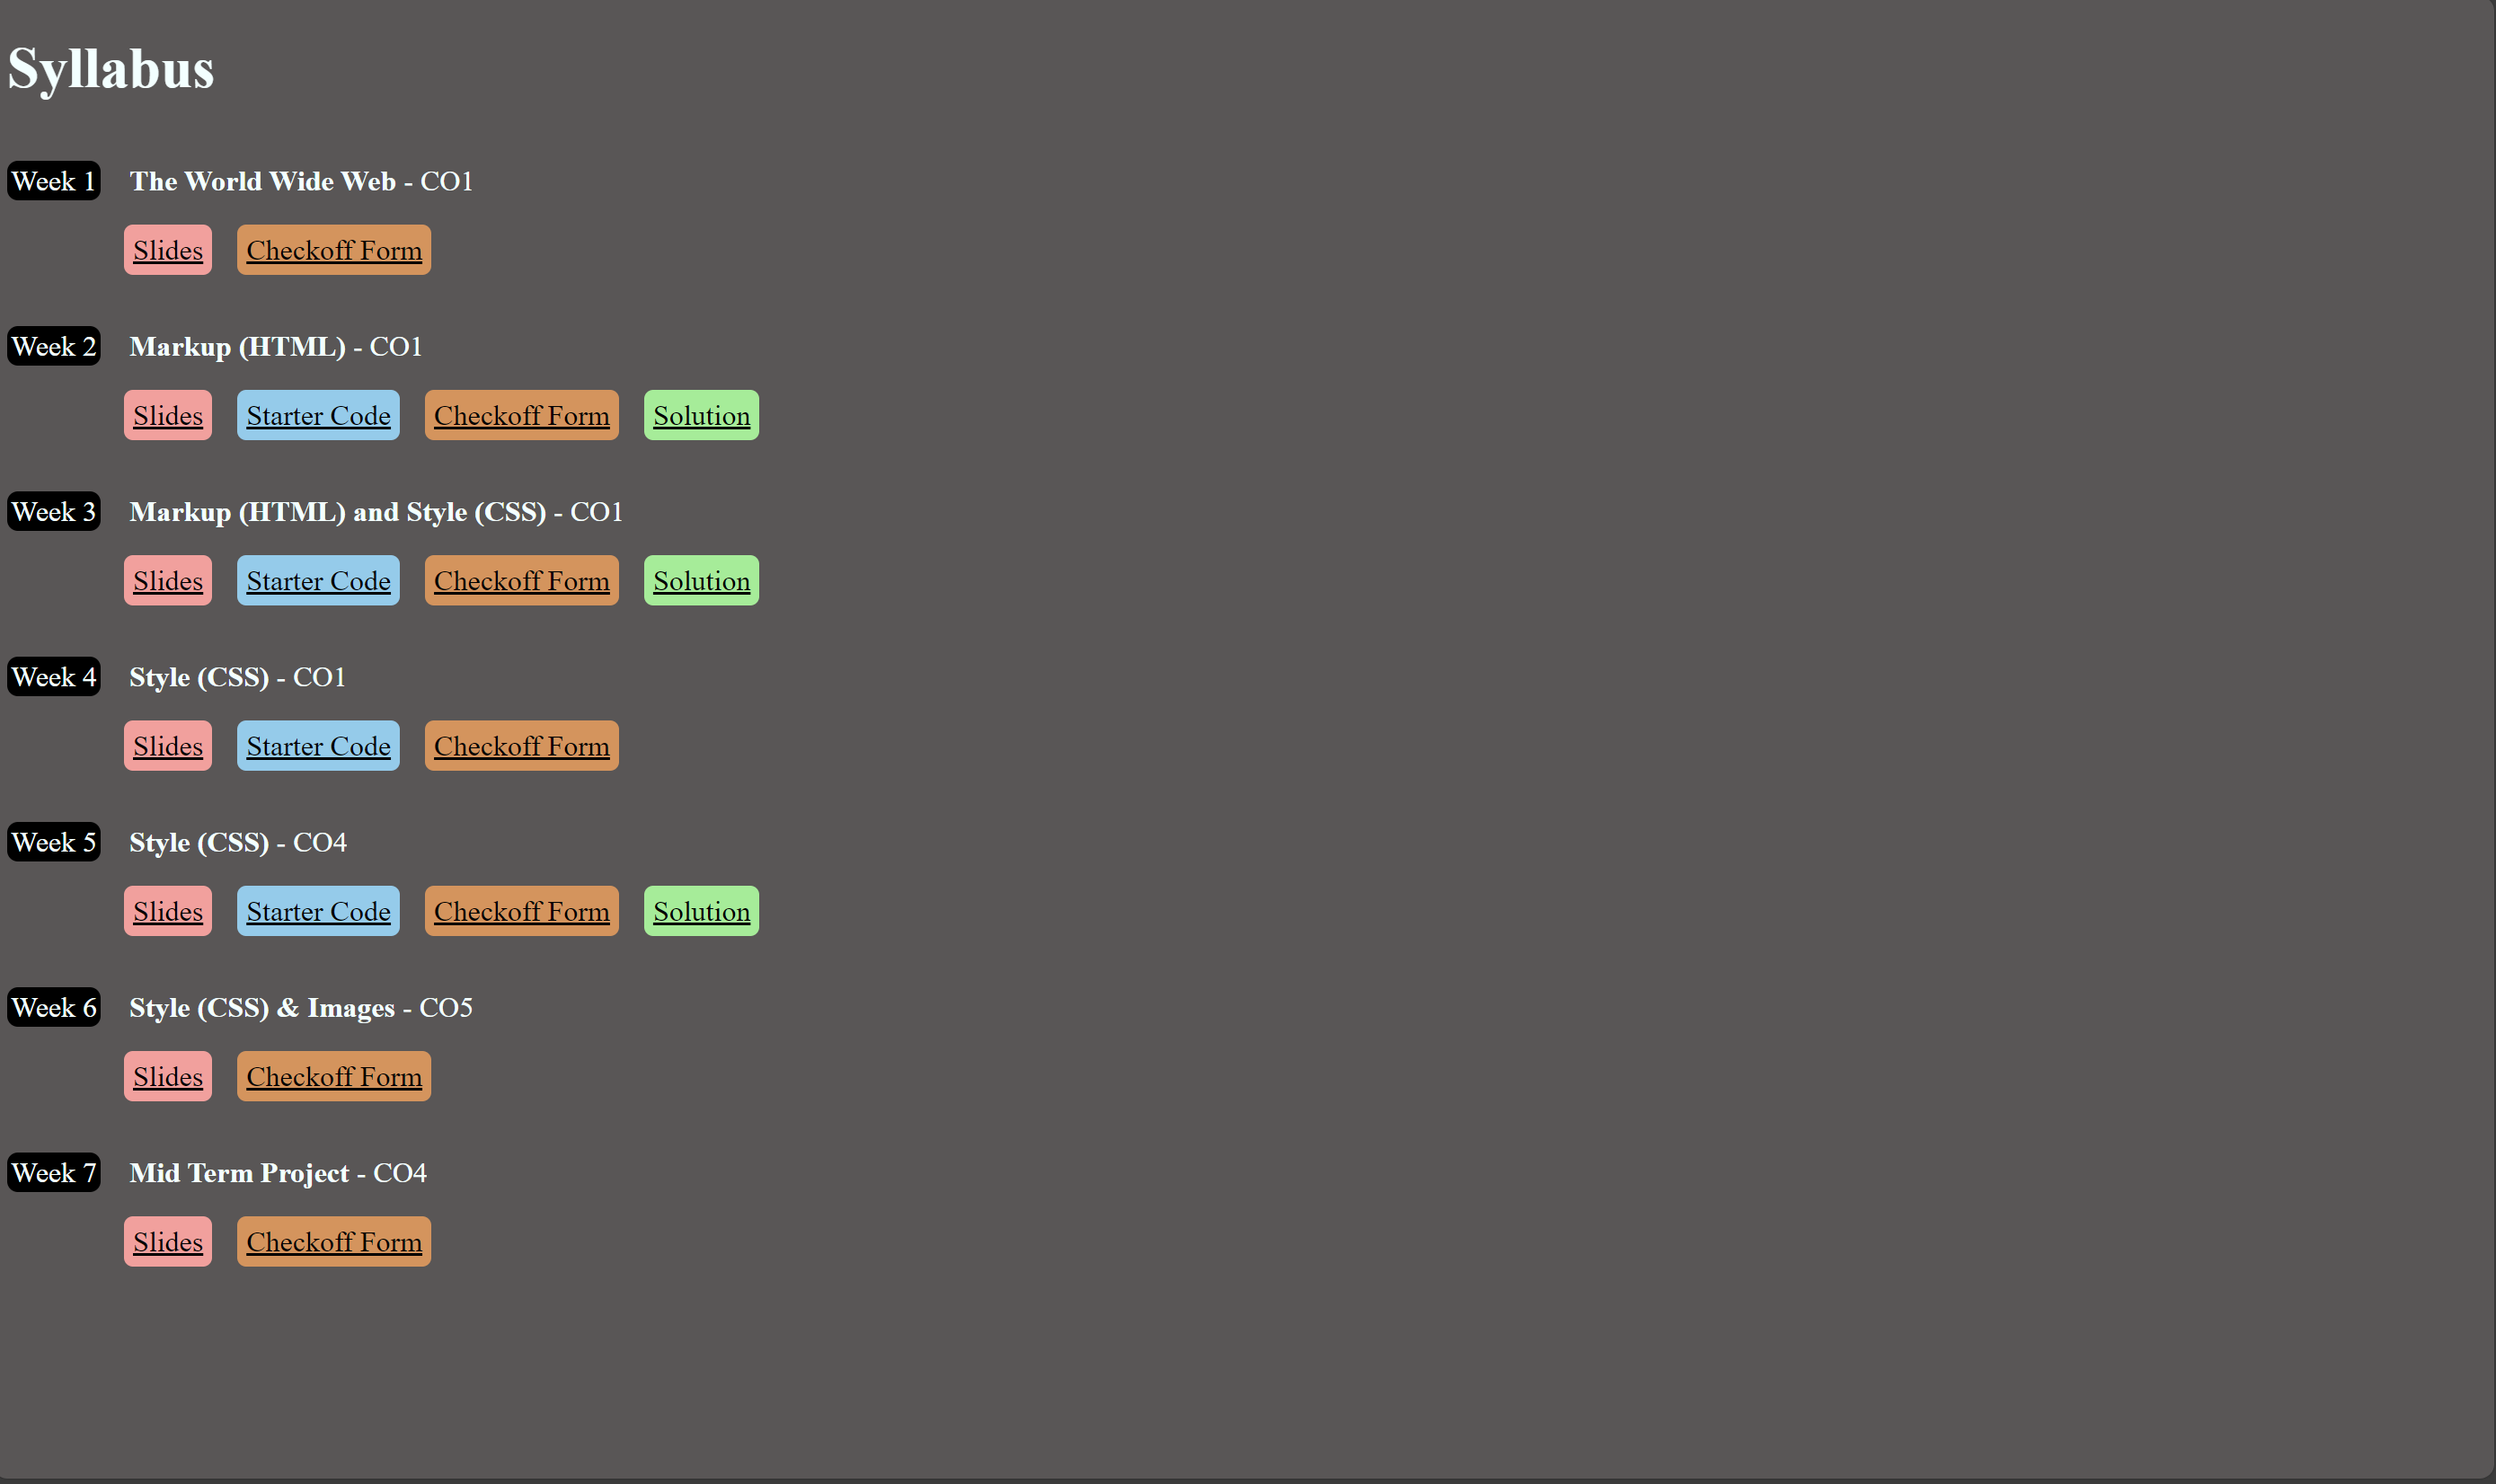 Syllabus
Week 1 The World Wide Web - CO1
Slides Checkoff Form
Week 2 Markup (HTML) - CO1
Slides Starter Code Checkoff Form Solution
Week 3 Markup (HTML) and Style (CSS) - CO1
Slides Starter Code Checkoff Form Solution
Week 4 Style (CSS) - CO1
Slides Starter Code Checkoff Form
Week 5 Style (CSS) - CO4
Slides Starter Code Checkoff Form Solution
Week 6 Style (CSS) & Images - CO5
Slides Checkoff Form
Week 7 Mid Term Project - CO4
Slides Checkoff Form